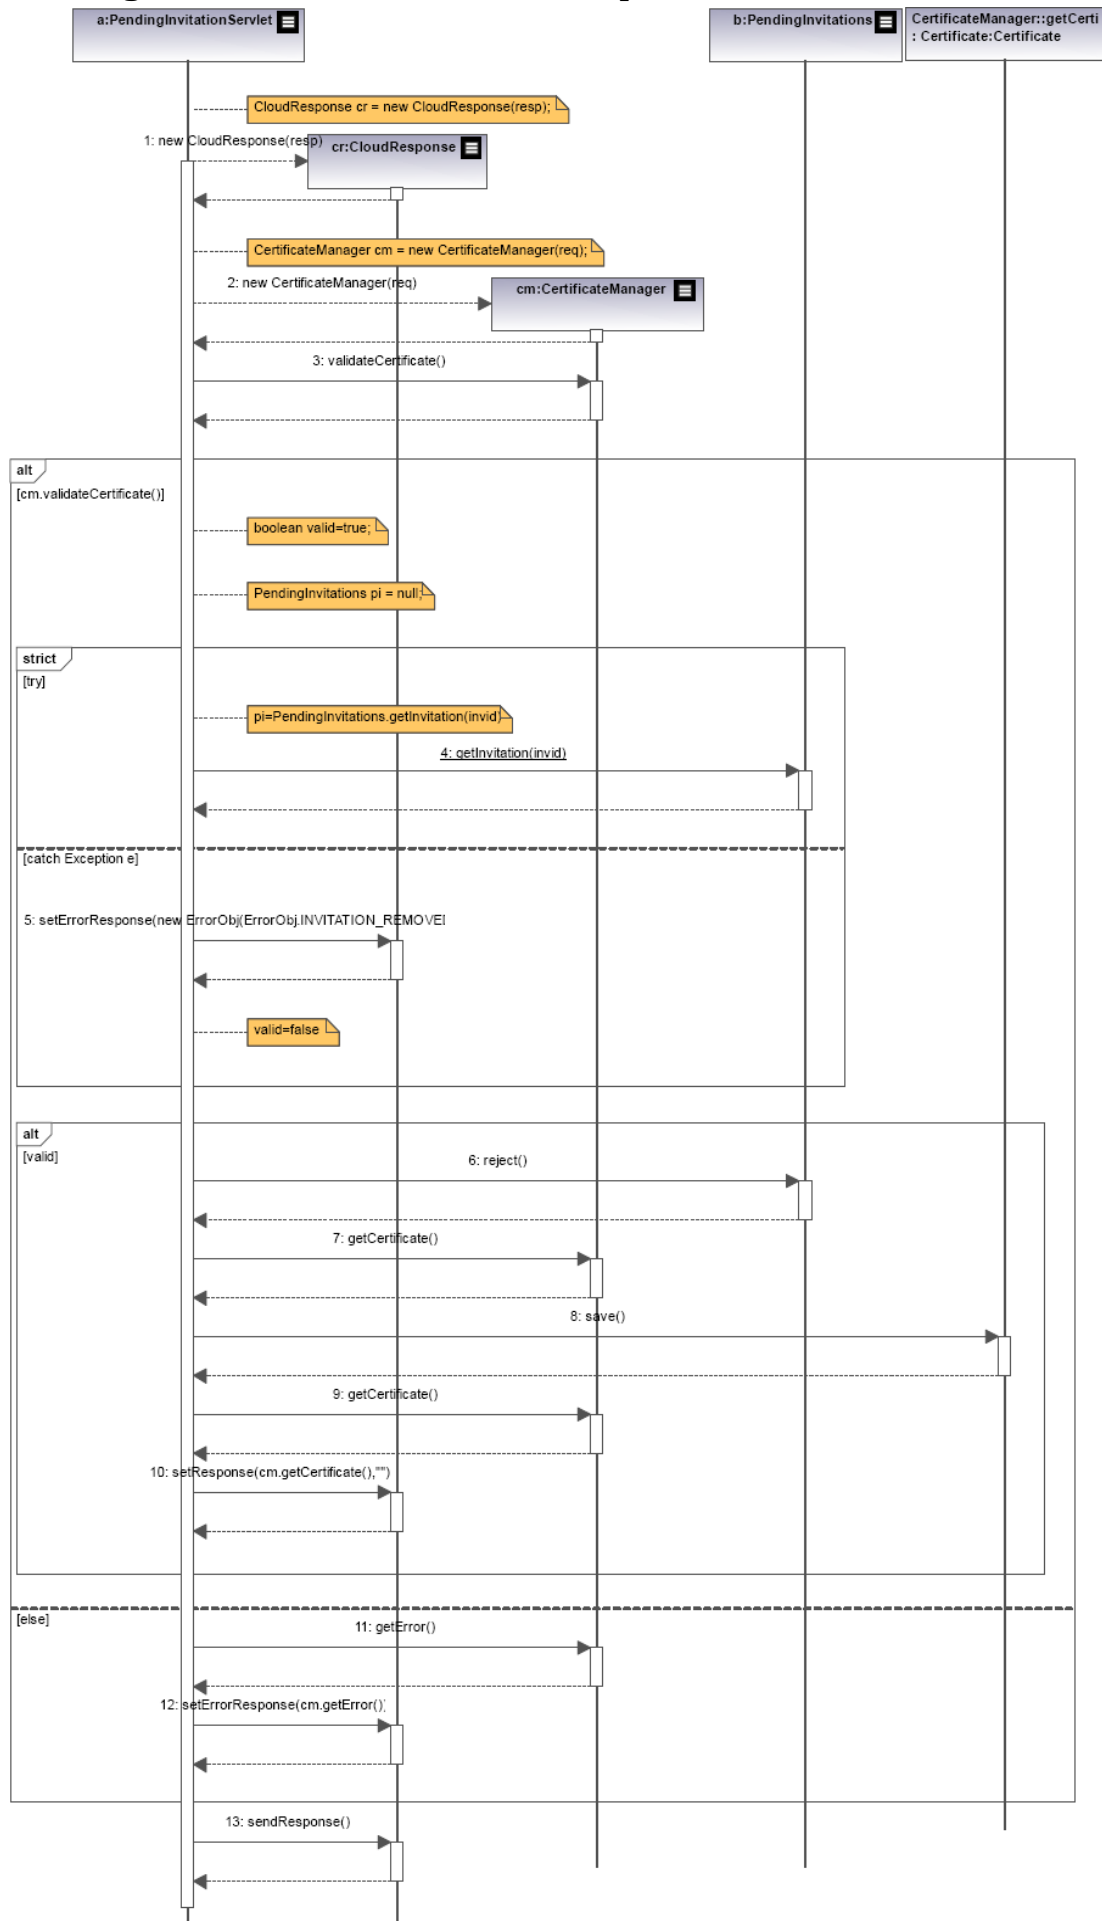 a:PendingInvitationServlet
b:PendingInvitations
CertificateManager::getCerti
: Certificate:Certificate
CloudResponse cr = new CloudResponse(resp);
1: new CloudResponse(resp)
cr:CloudResponse
CertificateManager cm = new CertificateManager(req);
2: new CertificateManager(req)
cm:CertificateManager
3: validateCertificate()
alt
[cm.validateCertificate()]
boolean valid=true;
PendingInvitations pi = null;
strict
[try]
pi=PendingInvitations.getInvitation(invid)
4: getInvitation(invid)
[catch Exception e]
5: setErrorResponse(new ErrorObj(ErrorObj.INVITATION_REMOVE
valid=false
alt
[valid]
6: reject()
7: getCertificate()
8: save()
9: getCertificate()
10: setResponse(cm.getCertificate(),"")
[else]
11: getError()
12: setErrorResponse(cm.getError()
13: sendResponse()